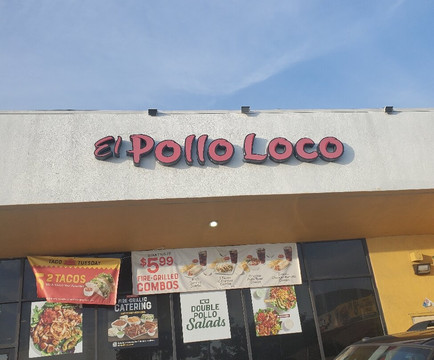 El Pollo Loco
TACO TUESDAY
2 TACOS
$5.99
FIRE-GRILLED
COMBOS
FIRE-GRILLED
CATERING
DOUBLE
POLLO
Salads